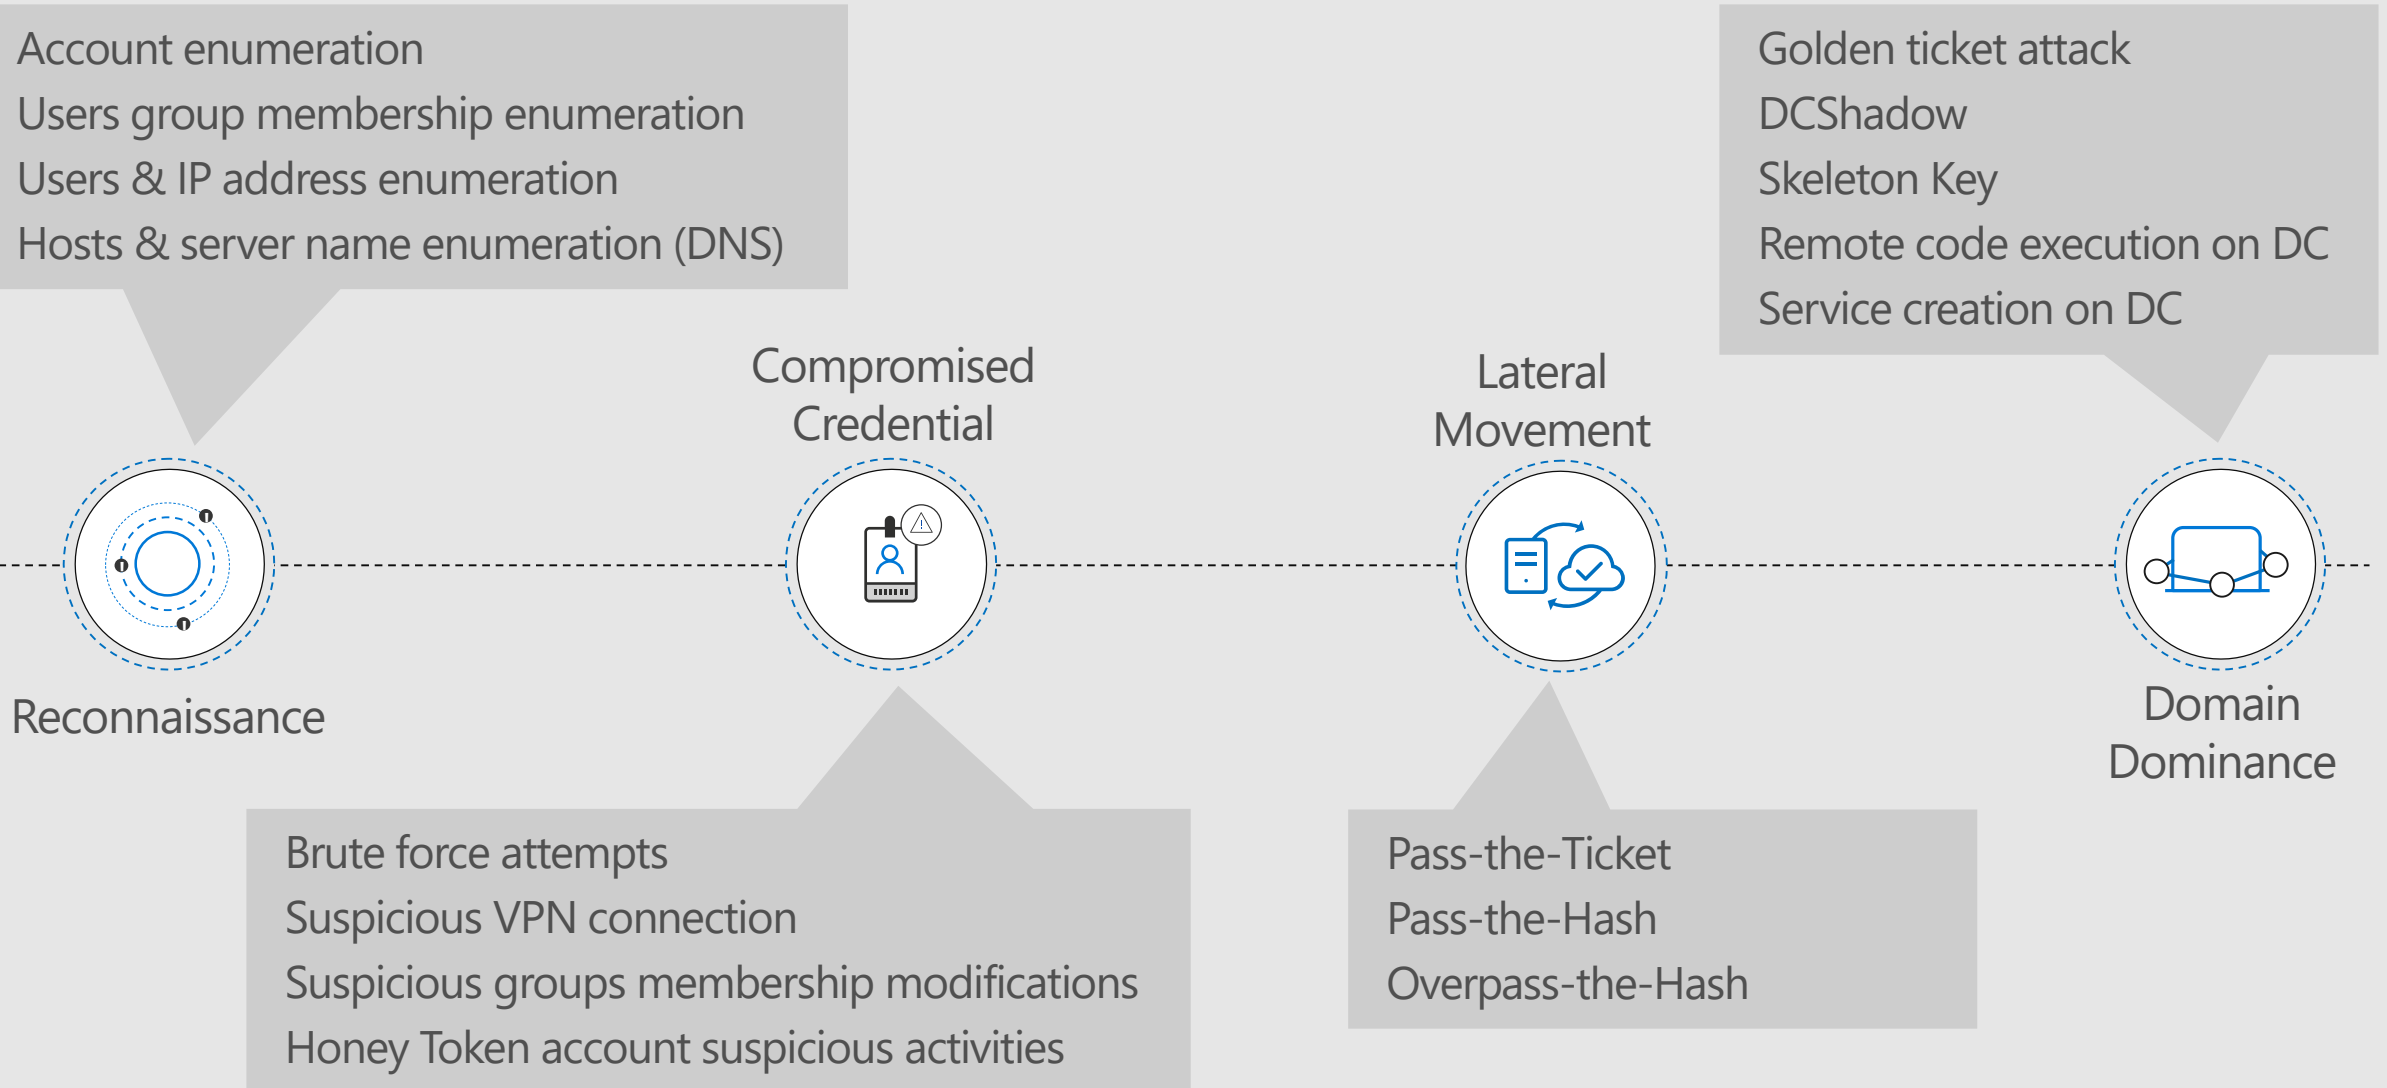 Account enumeration
Users group membership enumeration
Users & IP address enumeration
Hosts & server name enumeration (DNS)
Golden ticket attack
DCShadow
Skeleton Key
Remote code execution on DC
Service creation on DC
Compromised
Credential
Lateral
Movement
Reconnaissance
Domain
Dominance
Brute force attempts
Suspicious VPN connection
Suspicious groups membership modifications
Honey Token account suspicious activities
Pass-the-Ticket
Pass-the-Hash
Overpass-the-Hash